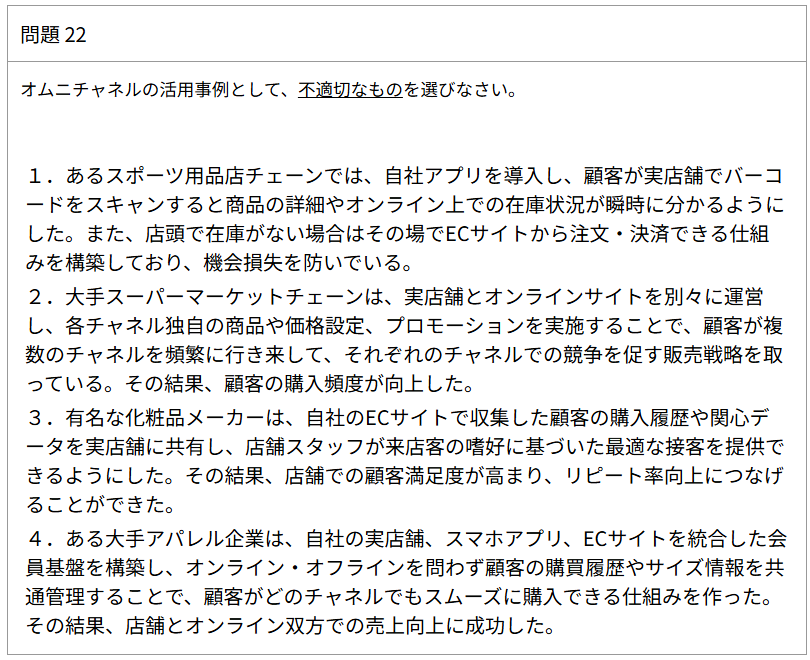 問題 22
オムニチャネルの活用事例として、不適切なものを選びなさい。
１．あるスポーツ用品店チェーンでは、自社アプリを導入し、顧客が実店舗でバーコ
ードをスキャンすると商品の詳細やオンライン上での在庫状況が瞬時に分かるように
した。また、店頭で在庫がない場合はその場でECサイトから注文・決済できる仕組
みを構築しており、機会損失を防いでいる。
２．大手スーパーマーケットチェーンは、実店舗とオンラインサイトを別々に運営
し、各チャネル独自の商品や価格設定、プロモーションを実施することで、顧客が複
数のチャネルを頻繁に行き来して、それぞれのチャネルでの競争を促す販売戦略を取
っている。その結果、顧客の購入頻度が向上した。
３．有名な化粧品メーカーは、自社のECサイトで収集した顧客の購入履歴や関心デ
ータを実店舗に共有し、店舗スタッフが来店客の嗜好に基づいた最適な接客を提供で
きるようにした。その結果、店舗での顧客満足度が高まり、リピート率向上につなげ
ることができた。
４．ある大手アパレル企業は、自社の実店舗、スマホアプリ、ECサイトを統合した会
員基盤を構築し、オンライン・オフラインを問わず顧客の購買履歴やサイズ情報を共
通管理することで、顧客がどのチャネルでもスムーズに購入できる仕組みを作った。
その結果、店舗とオンライン双方での売上向上に成功した。